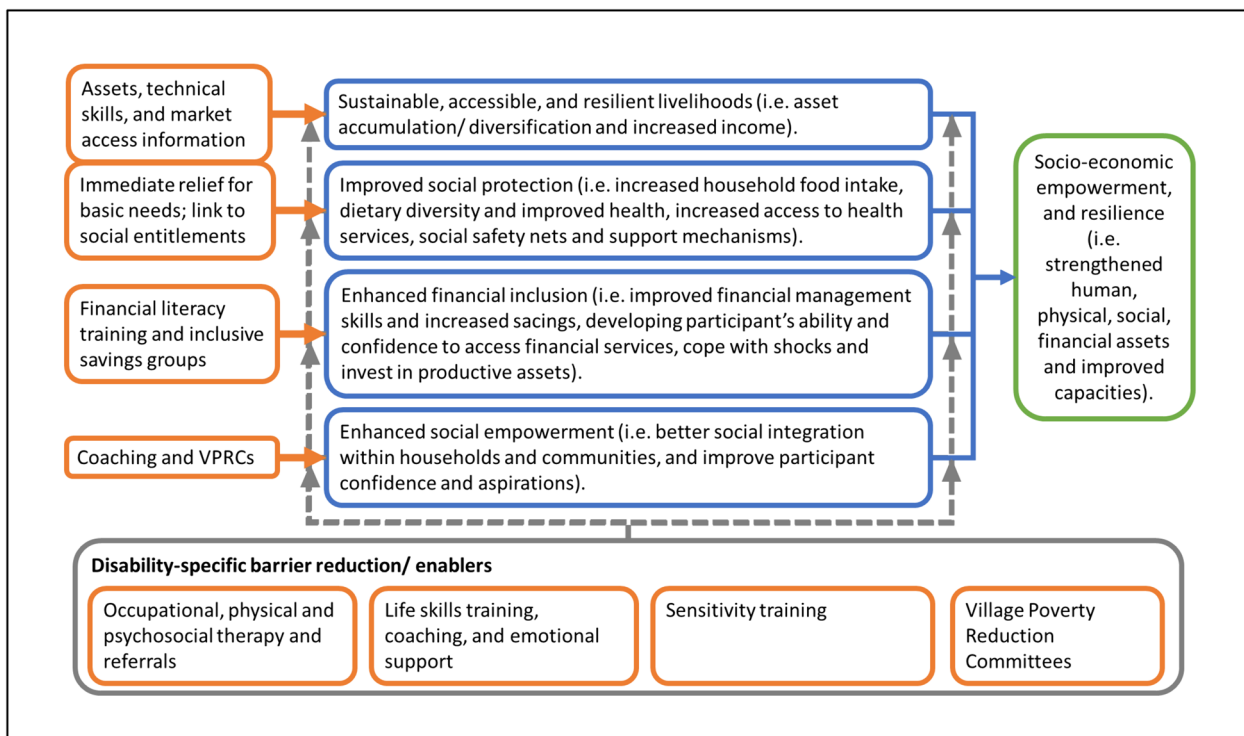 Assets, technical
skills, and market
access information
Sustainable, accessible, and resilient livelihoods (i.e. asset
accumulation/ diversification and increased income).
Immediate relief for
basic needs; link to
social entitlements
Improved social protection (i.e. increased household food intake,
dietary diversity and improved health, increased access to health
services, social safety nets and support mechanisms).
Financial literacy
training and inclusive
savings groups
Enhanced financial inclusion (i.e. improved financial management
skills and increased sacings, developing participant’s ability and
confidence to access financial services, cope with shocks and
invest in productive assets).
Coaching and VPRCs
Enhanced social empowerment (i.e. better social integration
within households and communities, and improve participant
confidence and aspirations).
Socio-economic
empowerment,
and resilience
(i.e.
strengthened
human,
physical, social,
financial assets
and improved
capacities).
Disability-specific barrier reduction/ enablers
Occupational, physical and
psychosocial therapy and
referrals
Life skills training,
coaching, and emotional
support
Sensitivity training
Village Poverty
Reduction
Committees